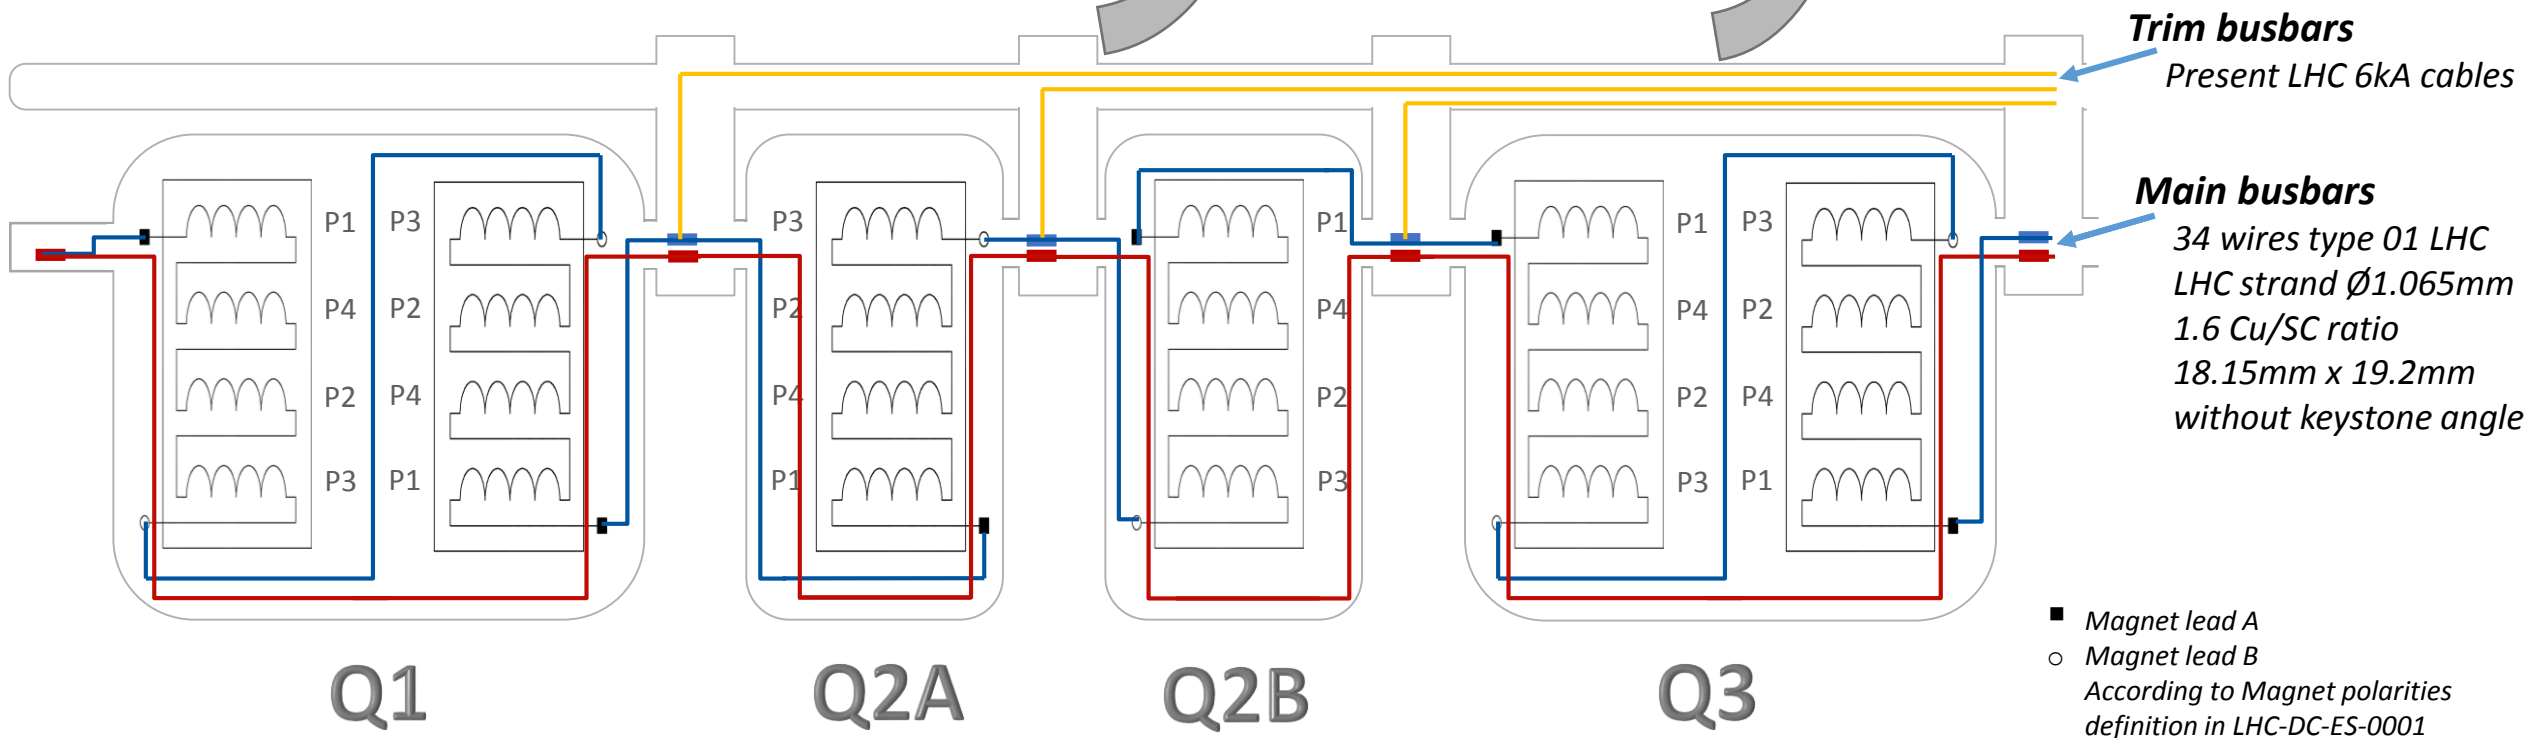 Trim busbars
Present LHC 6kA cables
Main busbars
34 wires type 01 LHC
LHC strand Ø1.065mm
1.6 Cu/SC ratio
18.15mm x 19.2mm
without keystone angle
P1 P3 P3 P1 P1 P3
P4 P2 P2 P4 P4 P2
P2 P4 P4 P2 P2 P4
P3 P1 P1 P3 P3 P1
Q1 Q2A Q2B Q3
Magnet lead A
Magnet lead B
According to Magnet polarities
definition in LHC-DC-ES-0001